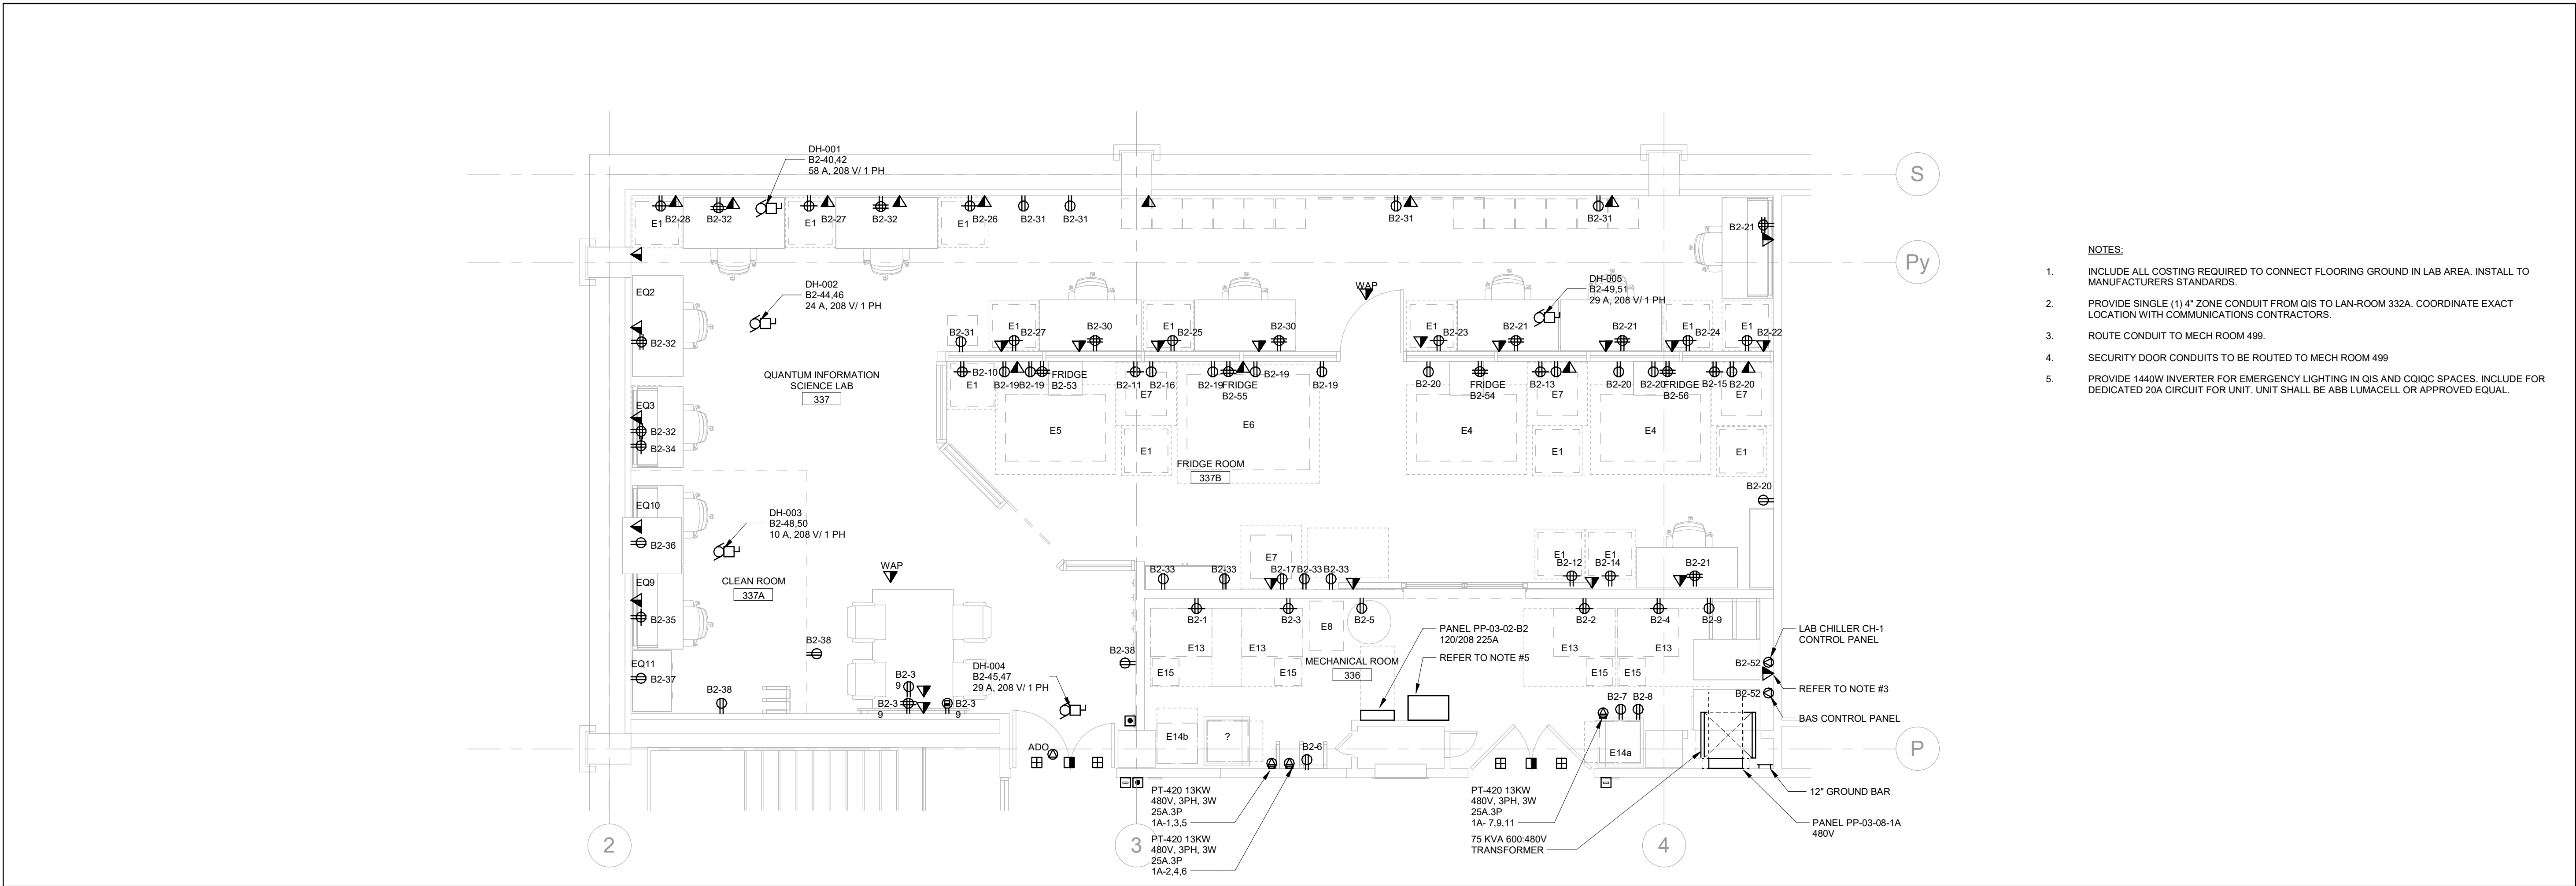 DH-001
B2-40,42
58 A, 208 V/ 1 PH
S
E1
B2-28
B2-32
E1
B2-27
B2-32
E1
B2-26
B2-31
B2-31
B2-31
B2-31
B2-21
Py
NOTES:
1. INCLUDE ALL COSTING REQUIRED TO CONNECT FLOORING GROUND IN LAB AREA. INSTALL TO
MANUFACTURERS STANDARDS.
2. PROVIDE SINGLE (1) 4" ZONE CONDUIT FROM QIS TO LAN-ROOM 332A. COORDINATE EXACT
LOCATION WITH COMMUNICATIONS CONTRACTORS.
3. ROUTE CONDUIT TO MECH ROOM 499.
4. SECURITY DOOR CONDUITS TO BE ROUTED TO MECH ROOM 499
5. PROVIDE 1440W INVERTER FOR EMERGENCY LIGHTING IN QIS AND CQIQC SPACES. INCLUDE FOR
DEDICATED 20A CIRCUIT FOR UNIT. UNIT SHALL BE ABB LUMACELL OR APPROVED EQUAL.
EQ2
B2-32
DH-002
B2-44,46
24 A, 208 V/ 1 PH
WAP
DH-005
B2-49,51
29 A, 208 V/ 1 PH
B2-31
E1
B2-27
B2-30
E1
B2-25
B2-30
E1
B2-23
B2-21
B2-21
E1
B2-24
E1
B2-22
QUANTUM INFORMATION
SCIENCE LAB
337
B2-10
E1
B2-19
B2-19
FRIDGE
B2-53
B2-11
B2-16
E7
B2-19
FRIDGE
B2-55
B2-19
B2-19
B2-20
FRIDGE
B2-54
B2-13
E7
B2-20
B2-20
FRIDGE
B2-56
B2-15
B2-20
E7
EQ3
B2-32
B2-34
E5
E1
E6
E4
E1
E4
E1
FRIDGE ROOM
337B
B2-20
EQ10
B2-36
DH-003
B2-48,50
10 A, 208 V/ 1 PH
WAP
CLEAN ROOM
337A
EQ9
B2-35
B2-33
B2-33
E7
B2-17
B2-33
B2-33
E1
B2-12
E1
B2-14
B2-21
B2-1
B2-3
E8
B2-5
B2-2
B2-4
B2-9
PANEL PP-03-02-B2
120/208 225A
LAB CHILLER CH-1
CONTROL PANEL
B2-38
B2-38
E13
E13
REFER TO NOTE #5
E13
E13
MECHANICAL ROOM
336
EQ11
B2-37
E15
E15
E15
E15
B2-52
B2-38
B2-3
9
B2-3
9
B2-3
9
DH-004
B2-45,47
29 A, 208 V/ 1 PH
REFER TO NOTE #3
B2-7
B2-8
B2-52
BAS CONTROL PANEL
ADO
E14b
?
B2-6
E14a
P
PT-420 13KW
480V, 3PH, 3W
25A.3P
1A-1,3,5
PT-420 13KW
480V, 3PH, 3W
25A.3P
1A- 7,9,11
12" GROUND BAR
PANEL PP-03-08-1A
480V
2
3
PT-420 13KW
480V, 3PH, 3W
25A.3P
1A-2,4,6
75 KVA 600:480V
TRANSFORMER
4